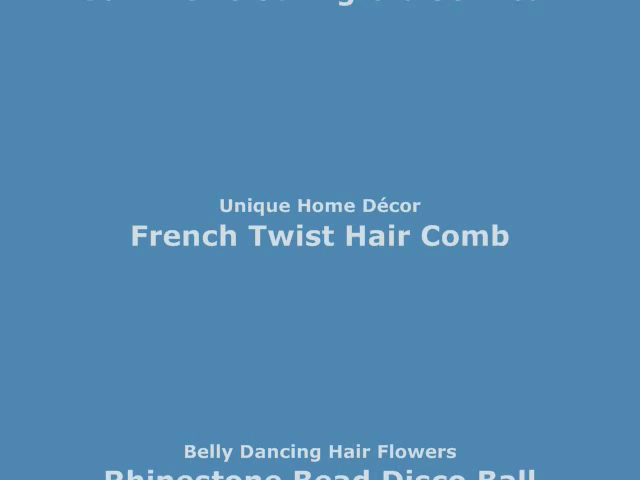 Unique Home Décor
French Twist Hair Comb
Belly Dancing Hair Flowers
Rhinestone Bead Disco Ball